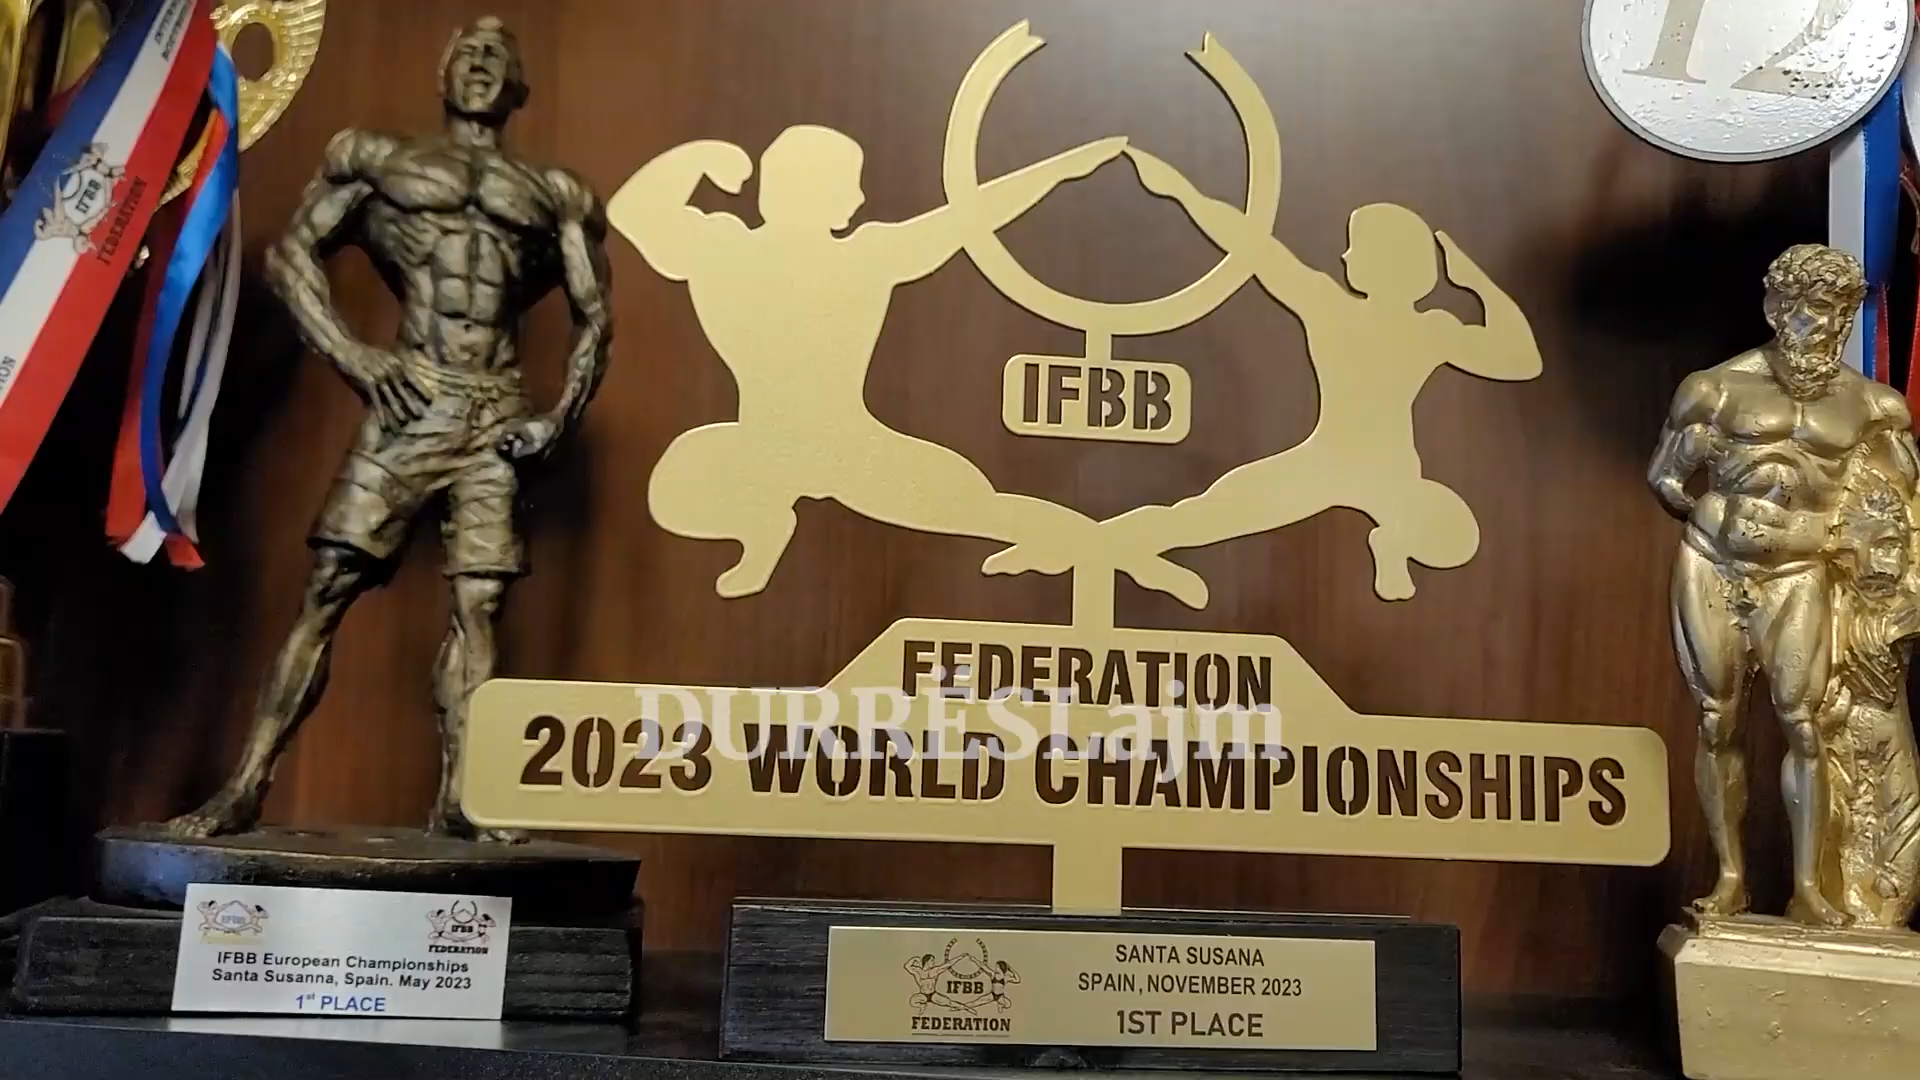 12
IFBB
FEDERATION
IFBB
FEDERATION
2023 WORLD CHAMPIONSHIPS
DURRËSLajm
IFBB
FEDERATION
IFBB European Championships
Santa Susanna, Spain. May 2023
1st PLACE
IFBB
FEDERATION
SANTA SUSANA
SPAIN, NOVEMBER 2023
1ST PLACE